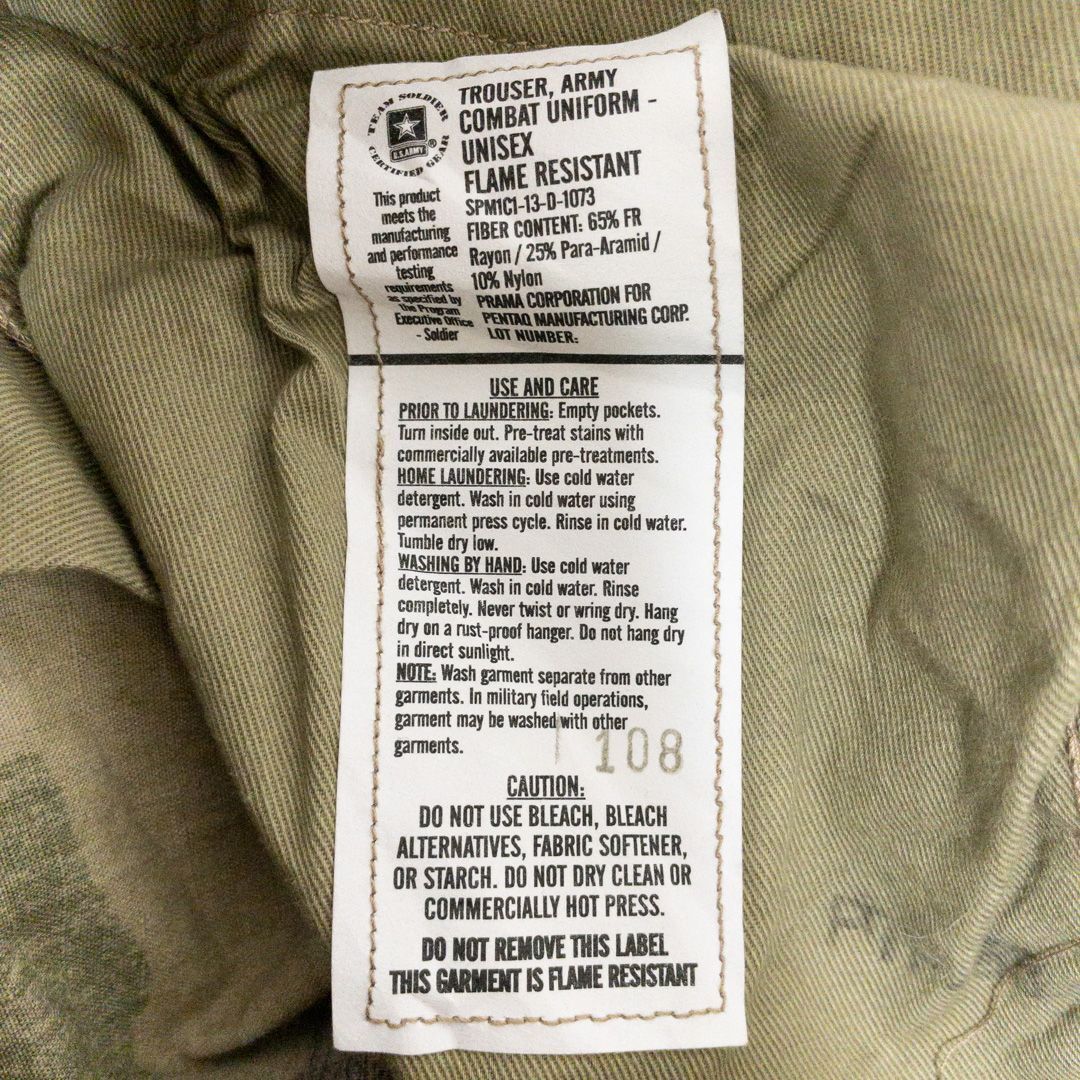 TEAM SOLDIER
U.S.ARMY
®
CERTIFIED GEAR
This product
meets the
manufacturing
and performance
testing
requirements
as specified by
the Program
Executive Office
- Soldier
TROUSER, ARMY
COMBAT UNIFORM -
UNISEX
FLAME RESISTANT
SPM1C1-13-D-1073
FIBER CONTENT: 65% FR
Rayon / 25% Para-Aramid /
10% Nylon
PRAMA CORPORATION FOR
PENTAQ MANUFACTURING CORP.
LOT NUMBER:
USE AND CARE
PRIOR TO LAUNDERING: Empty pockets.
Turn inside out. Pre-treat stains with
commercially available pre-treatments.
HOME LAUNDERING: Use cold water
detergent. Wash in cold water using
permanent press cycle. Rinse in cold water.
Tumble dry low.
WASHING BY HAND: Use cold water
detergent. Wash in cold water. Rinse
completely. Never twist or wring dry. Hang
dry on a rust-proof hanger. Do not hang dry
in direct sunlight.
NOTE: Wash garment separate from other
garments. In military field operations,
garment may be washed with other
garments.
108
CAUTION:
DO NOT USE BLEACH, BLEACH
ALTERNATIVES, FABRIC SOFTENER,
OR STARCH. DO NOT DRY CLEAN OR
COMMERCIALLY HOT PRESS.
DO NOT REMOVE THIS LABEL
THIS GARMENT IS FLAME RESISTANT